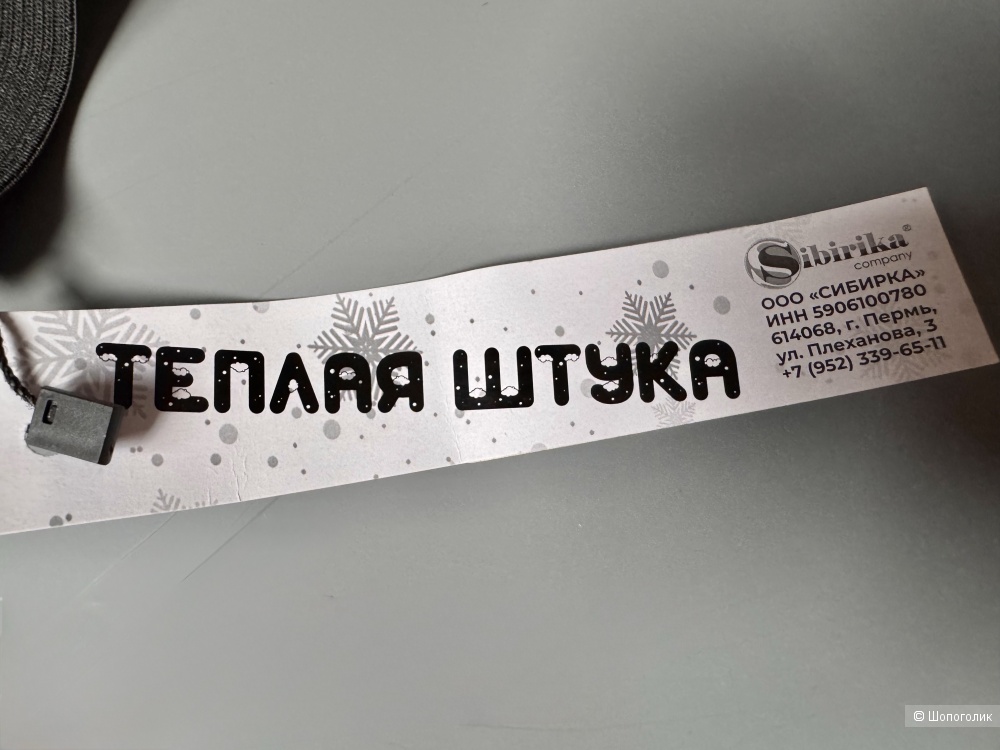 ТЕПЛАЯ ШТУКА
Sibirika®
company
ООО «СИБИРКА»
ИНН 5906100780
614068, г. Пермь,
ул. Плеханова, 3
+7 (952) 339-65-11
© Шопоголик